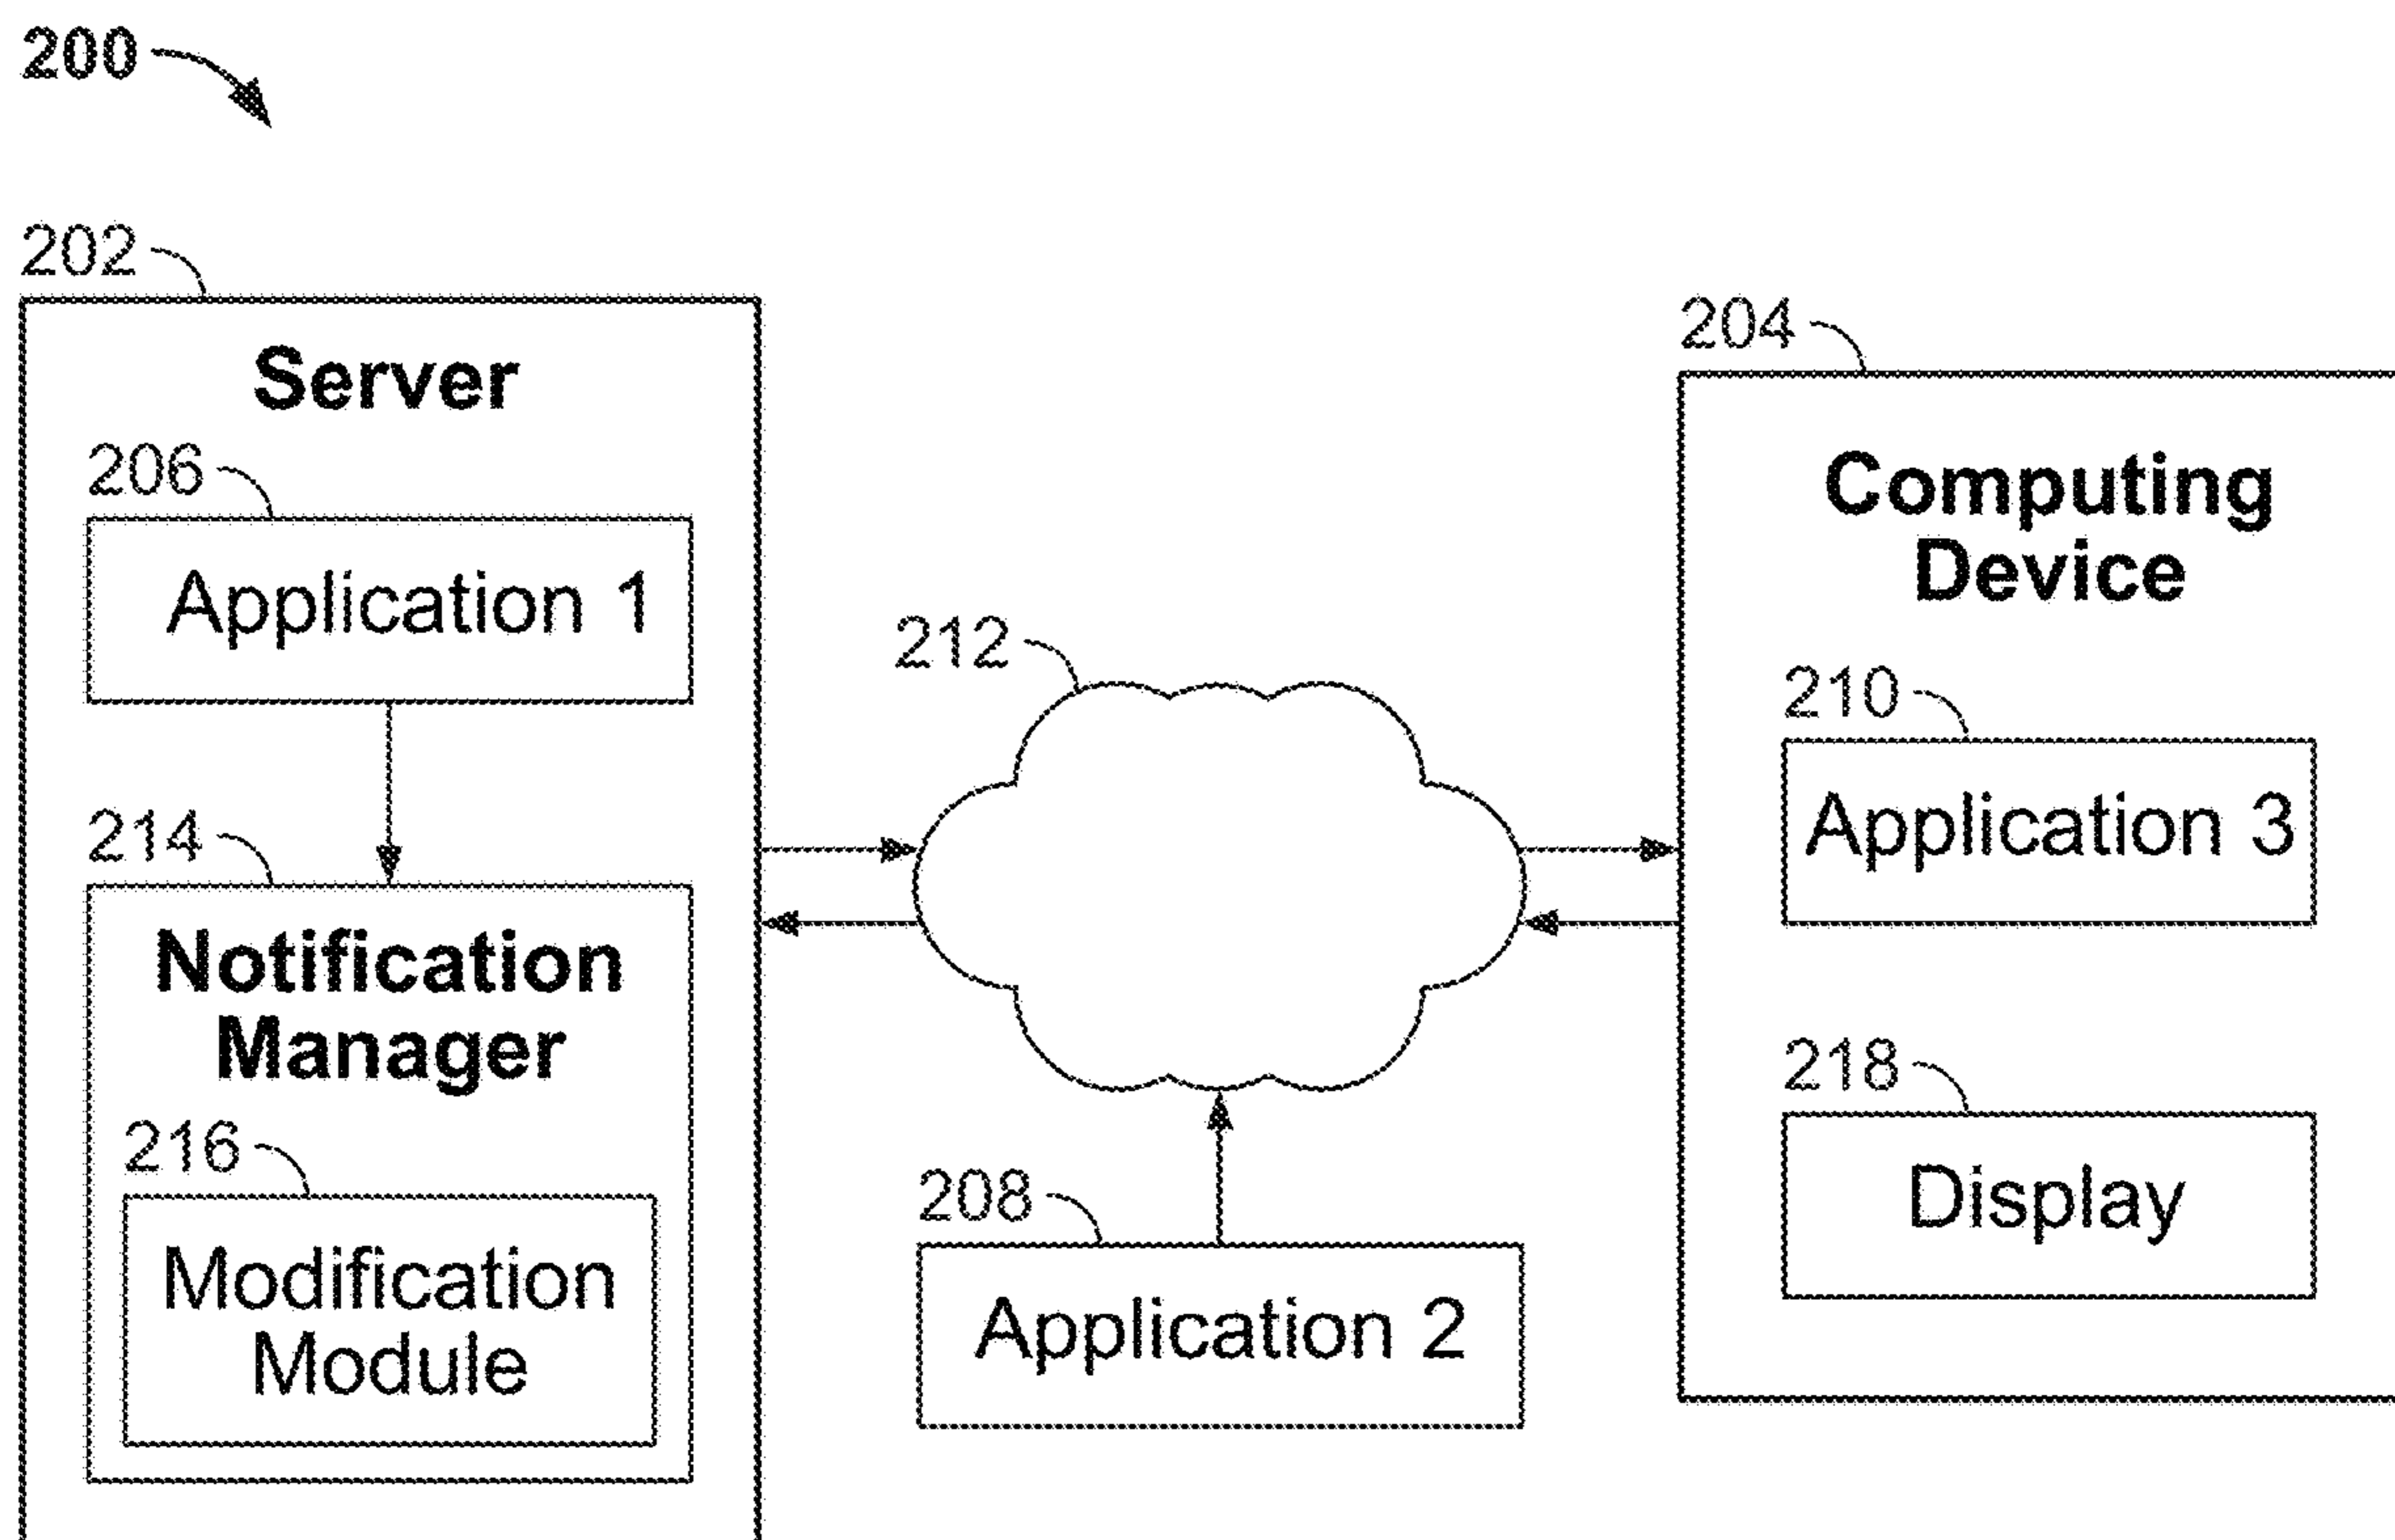 200
202
Server
206
Application 1
214
Notification
Manager
216
Modification
Module
212
208
Application 2
204
Computing
Device
210
Application 3
218
Display